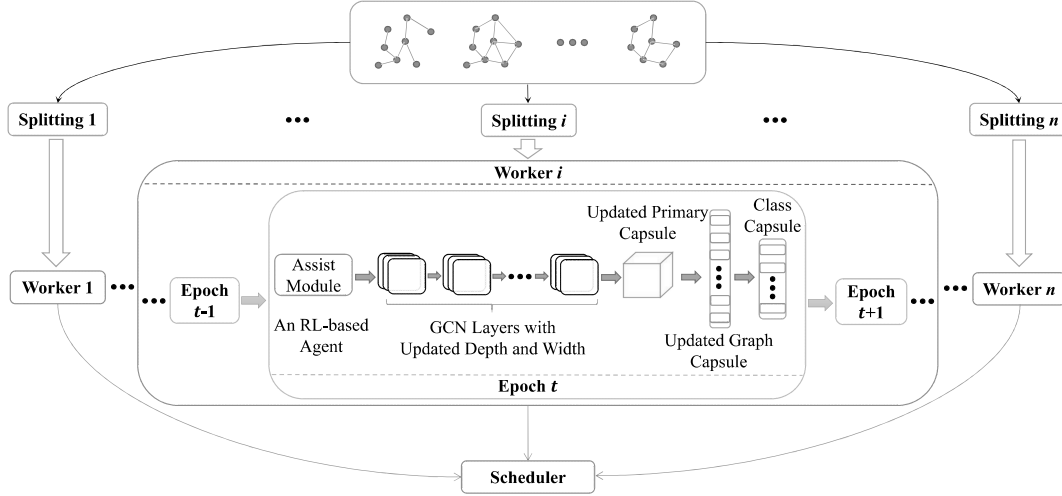 Splitting 1
Splitting i
Splitting n
Worker i
Updated Primary
Capsule
Class
Capsule
Assist
Module
Worker 1
Epoch
t-1
Epoch
t+1
Worker n
An RL-based
Agent
GCN Layers with
Updated Depth and Width
Updated Graph
Capsule
Epoch t
Scheduler